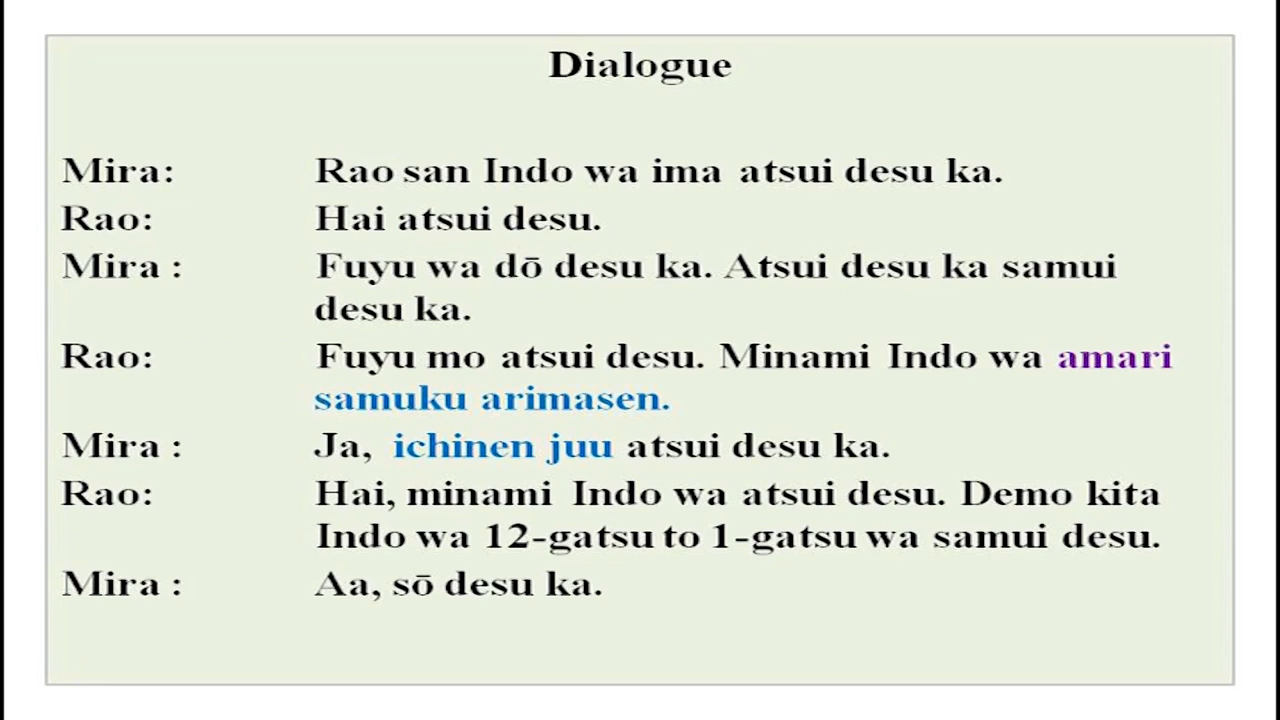 Dialogue
Mira: Rao san Indo wa ima atsui desu ka.
Rao: Hai atsui desu.
Mira : Fuyu wa dō desu ka. Atsui desu ka samui
desu ka.
Rao: Fuyu mo atsui desu. Minami Indo wa amari
samuku arimasen.
Mira : Ja, ichinen juu atsui desu ka.
Rao: Hai, minami Indo wa atsui desu. Demo kita
Indo wa 12-gatsu to 1-gatsu wa samui desu.
Mira : Aa, sō desu ka.